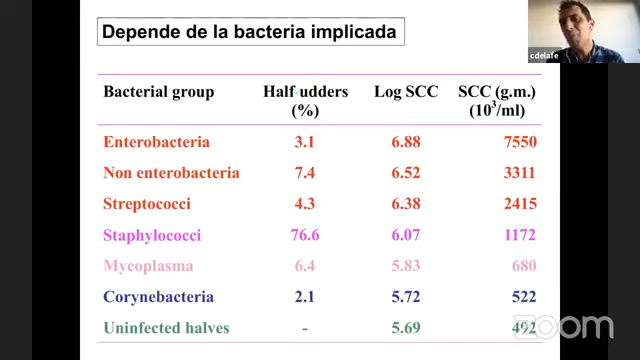 Depende de la bacteria implicada
cdelafe
Bacterial group Half-udders (%) Log SCC SCC (g.m.) (10³/ml)
Enterobacteria 3.1 6.88 7550
Non enterobacteria 7.4 6.52 3311
Streptococci 4.3 6.38 2415
Staphylococci 76.6 6.07 1172
Mycoplasma 6.4 5.83 680
Corynebacteria 2.1 5.72 522
Uninfected halves - 5.69 492
zoom